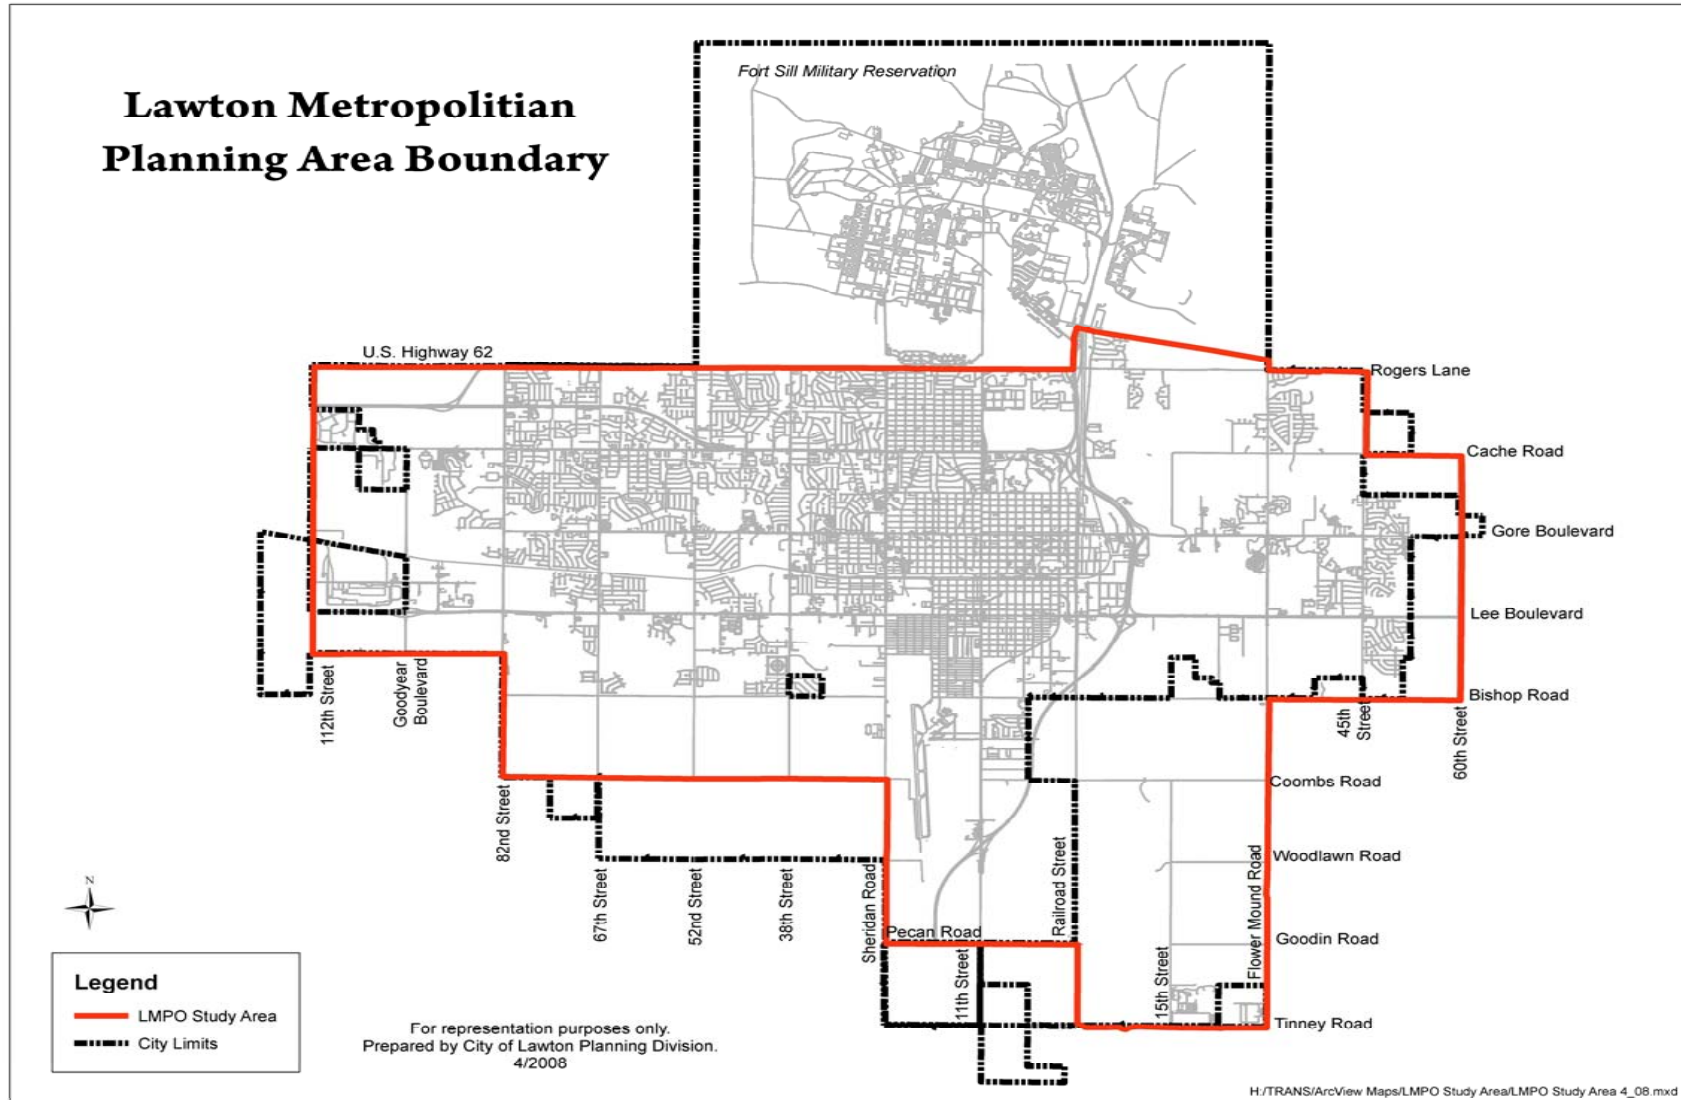 Lawton Metropolitian
Planning Area Boundary
Fort Sill Military Reservation
U.S. Highway 62
Rogers Lane
Cache Road
Gore Boulevard
Lee Boulevard
Bishop Road
112th Street
Goodyear
Boulevard
45th
Street
60th Street
82nd Street
Coombs Road
67th Street
52nd Street
38th Street
Sheridan Road
Railroad Street
Flower Mound Road
Woodlawn Road
Pecan Road
Goodin Road
11th Street
15th Street
Tinney Road
N
Legend
LMPO Study Area
City Limits
For representation purposes only.
Prepared by City of Lawton Planning Division.
4/2008
H:/TRANS/ArcView Maps/LMPO Study Area/LMPO Study Area 4_08.mxd